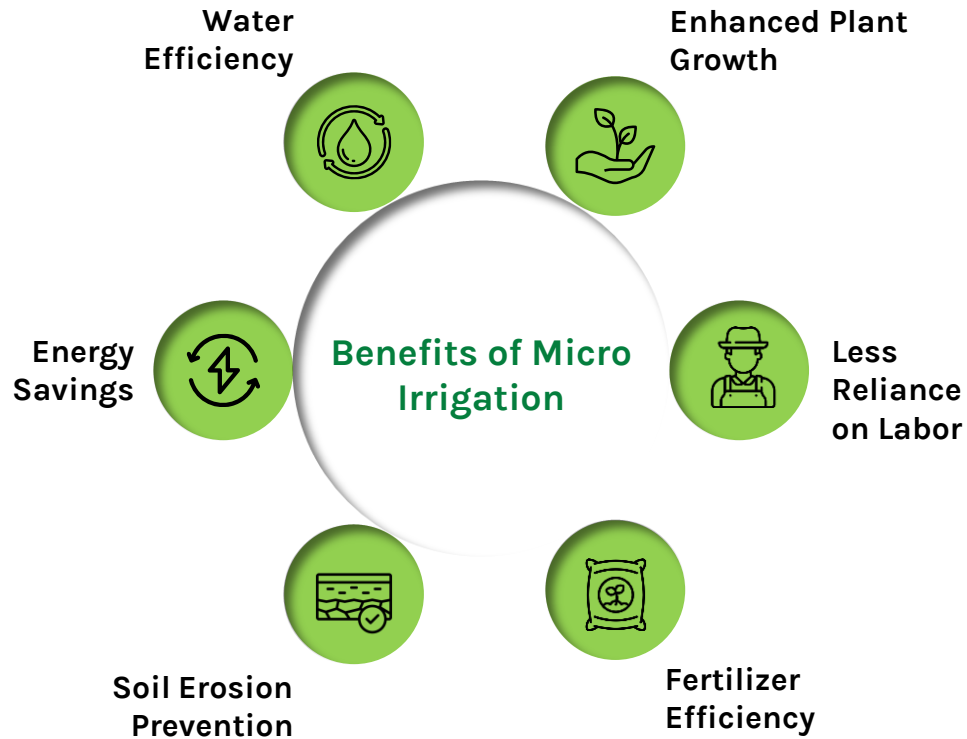 Water
Efficiency
Enhanced Plant
Growth
Energy
Savings
Benefits of Micro
Irrigation
Less
Reliance
on Labor
Soil Erosion
Prevention
Fertilizer
Efficiency